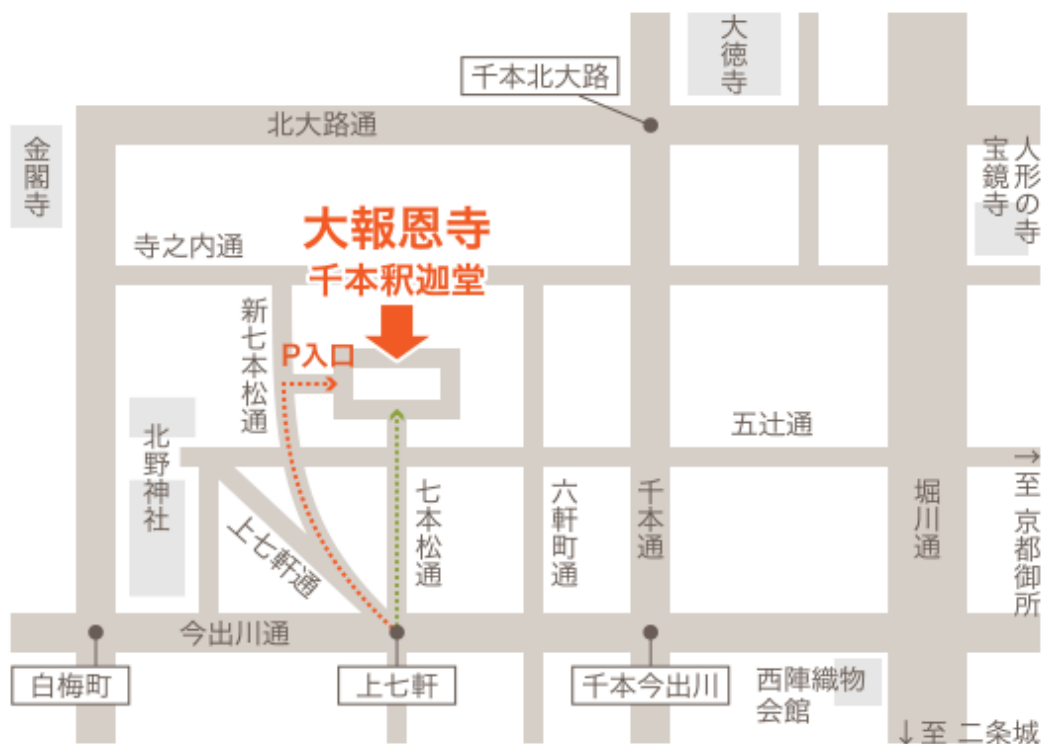 大徳寺
千本北大路
北大路通
金閣寺
人形の寺
宝鏡寺
大報恩寺
千本釈迦堂
寺之内通
新七本松通
P入口
北野神社
五辻通
上七軒通
七本松通
六軒町通
千本通
堀川通
→至 京都御所
今出川通
白梅町
上七軒
千本今出川
西陣織物
会館
↓至 二条城